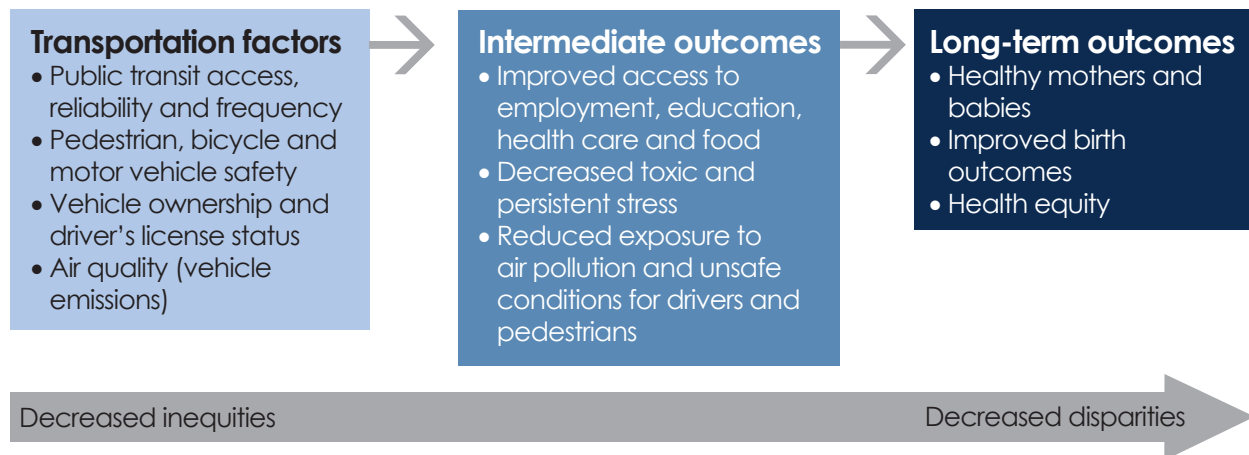 Transportation factors
• Public transit access,
reliability and frequency
• Pedestrian, bicycle and
motor vehicle safety
• Vehicle ownership and
driver’s license status
• Air quality (vehicle
emissions)
Intermediate outcomes
• Improved access to
employment, education,
health care and food
• Decreased toxic and
persistent stress
• Reduced exposure to
air pollution and unsafe
conditions for drivers and
pedestrians
Long-term outcomes
• Healthy mothers and
babies
• Improved birth
outcomes
• Health equity
Decreased inequities
Decreased disparities